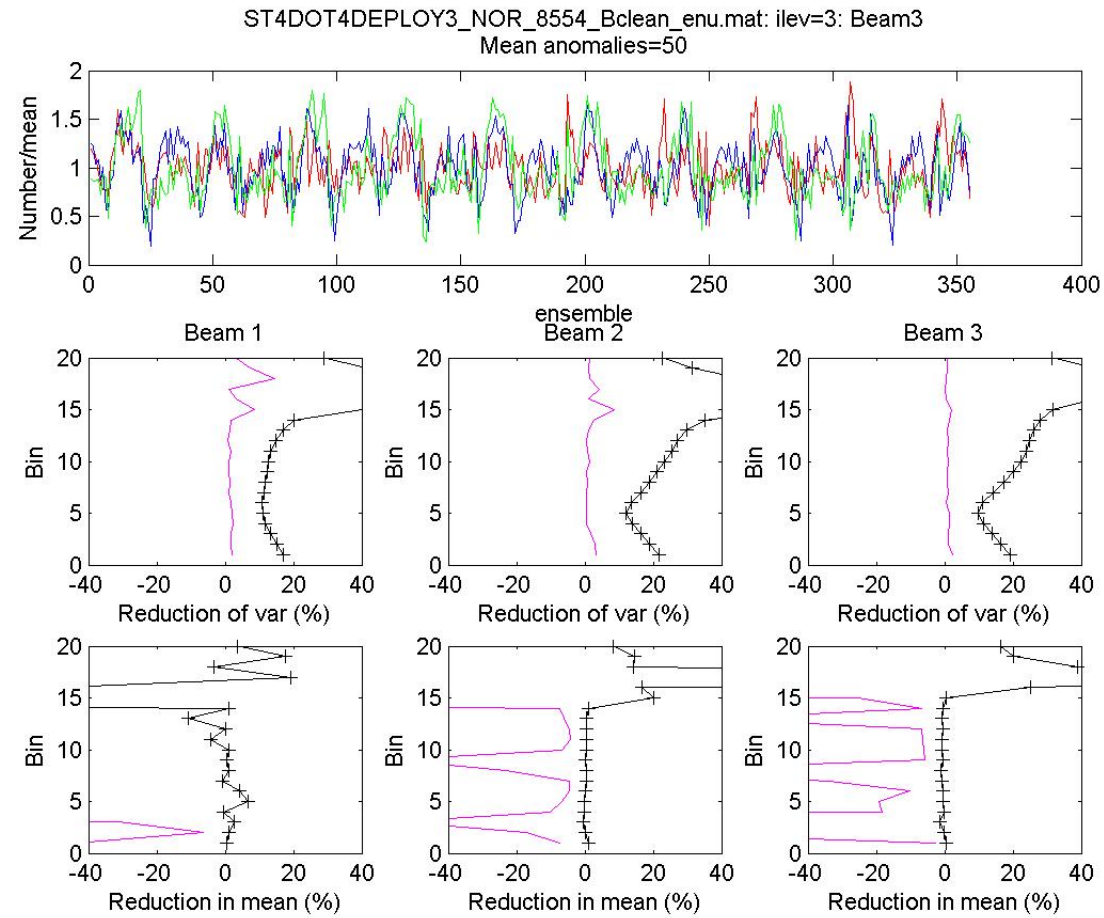 ST4DOT4DEPLOY3_NOR_8554_Bclean_enu.mat: ilev=3: Beam3
Mean anomalies=50
Number/mean
2
1.5
1
0.5
0
0 50 100 150 200 250 300 350 400
ensemble
Beam 1 Beam 2 Beam 3
Bin
20
15
10
5
0
-40 -20 0 20 40
Reduction of var (%)
Bin
20
15
10
5
0
-40 -20 0 20 40
Reduction of var (%)
Bin
20
15
10
5
0
-40 -20 0 20 40
Reduction of var (%)
Bin
20
15
10
5
0
-40 -20 0 20 40
Reduction in mean (%)
Bin
20
15
10
5
0
-40 -20 0 20 40
Reduction in mean (%)
Bin
20
15
10
5
0
-40 -20 0 20 40
Reduction in mean (%)